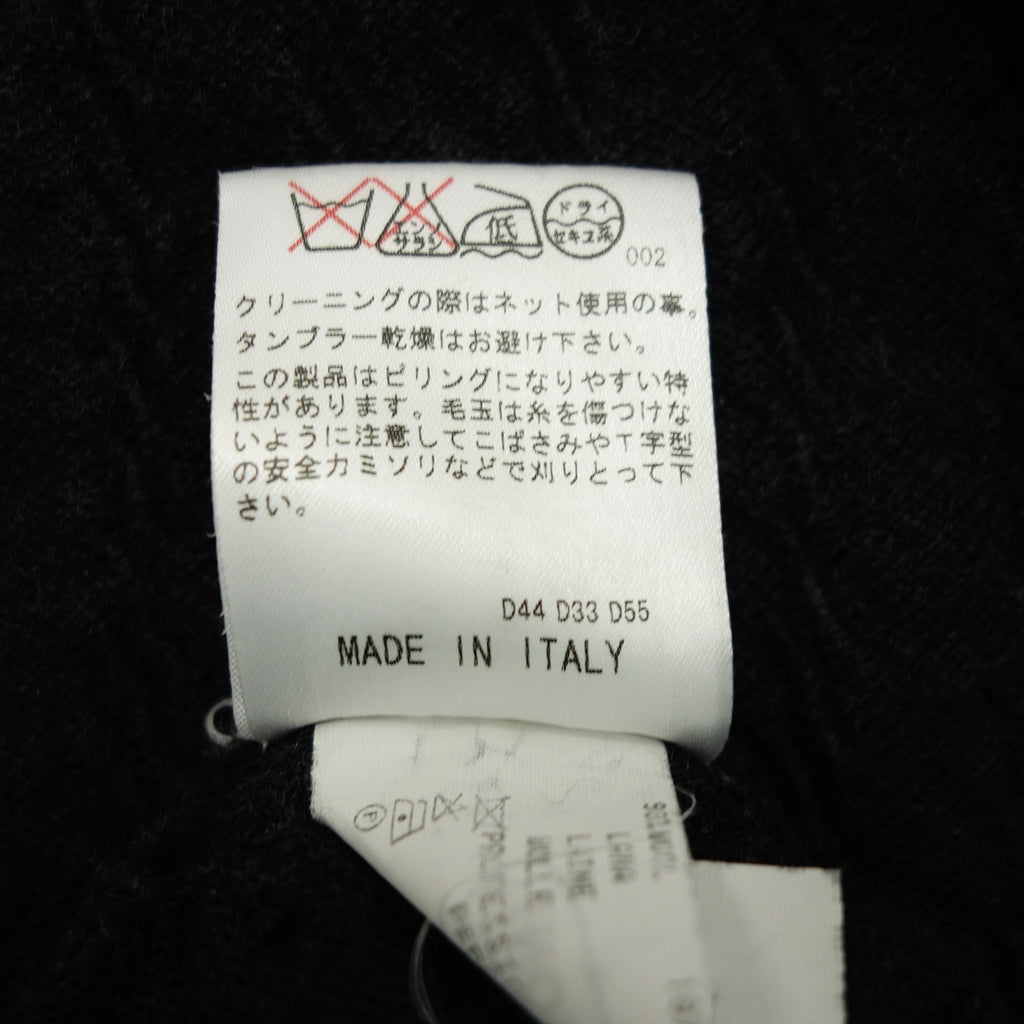 エンソ
サラシ
低
ドライ
セキユ系
002
クリーニングの際はネット使用の事。
タンブラー乾燥はお避け下さい。
この製品はピリングになりやすい特
性があります。毛玉は糸を傷つけな
いように注意してこばさみやT字型
の安全カミソリなどで刈りとって下
さい。
D44 D33 D55
MADE IN ITALY
P
LANA
LAINE
WOLLE